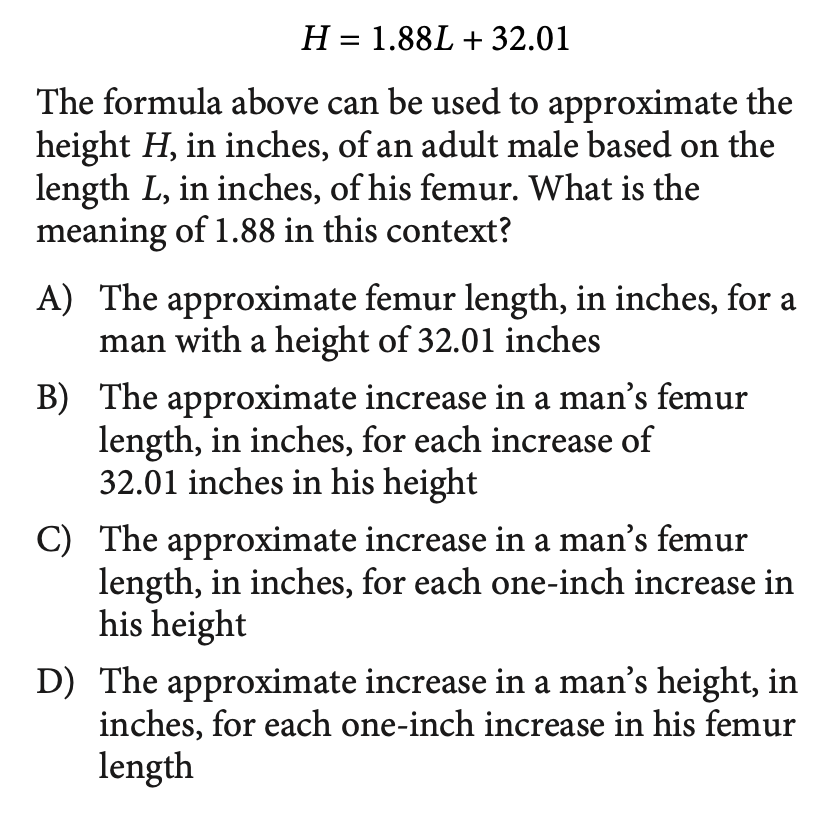 H = 1.88L + 32.01
The formula above can be used to approximate the
height H, in inches, of an adult male based on the
length L, in inches, of his femur. What is the
meaning of 1.88 in this context?
A) The approximate femur length, in inches, for a
man with a height of 32.01 inches
B) The approximate increase in a man’s femur
length, in inches, for each increase of
32.01 inches in his height
C) The approximate increase in a man’s femur
length, in inches, for each one-inch increase in
his height
D) The approximate increase in a man’s height, in
inches, for each one-inch increase in his femur
length